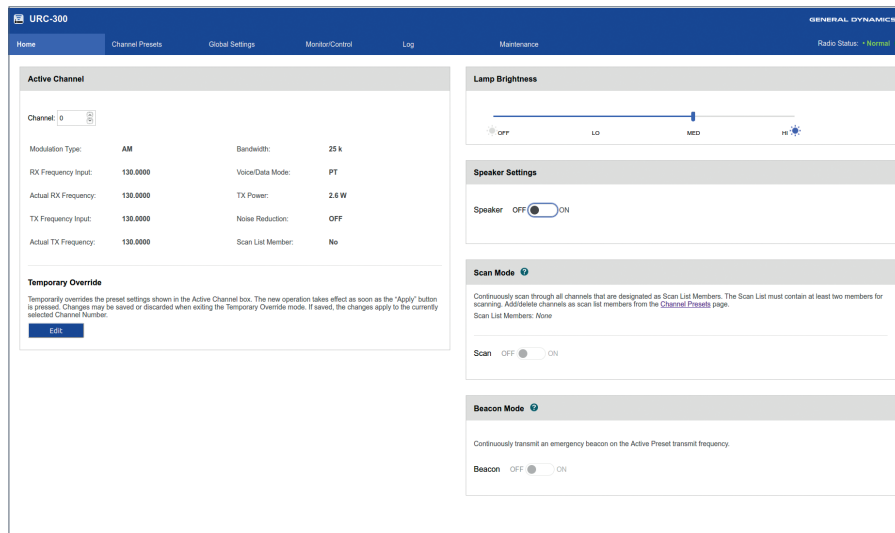 URC-300
GENERAL DYNAMICS
Home Channel Presets Global Settings Monitor/Control Log Maintenance Radio Status: • Normal
Active Channel
Channel: 0
Modulation Type: AM Bandwidth: 25 k
RX Frequency Input: 130.0000 Voice/Data Mode: PT
Actual RX Frequency: 130.0000 TX Power: 2.6 W
TX Frequency Input: 130.0000 Noise Reduction: OFF
Actual TX Frequency: 130.0000 Scan List Member: No
Temporary Override
Temporarily overrides the preset settings shown in the Active Channel box. The new operation takes effect as soon as the "Apply" button
is pressed. Changes may be saved or discarded when exiting the Temporary Override mode. If saved, the changes apply to the currently
selected Channel Number.
Edit
Lamp Brightness
OFF LO MED HI
Speaker Settings
Speaker OFF ON
Scan Mode ?
Continuously scan through all channels that are designated as Scan List Members. The Scan List must contain at least two members for
scanning. Add/delete channels as scan list members from the Channel Presets page.
Scan List Members: None
Scan OFF ON
Beacon Mode ?
Continuously transmit an emergency beacon on the Active Preset transmit frequency.
Beacon OFF ON